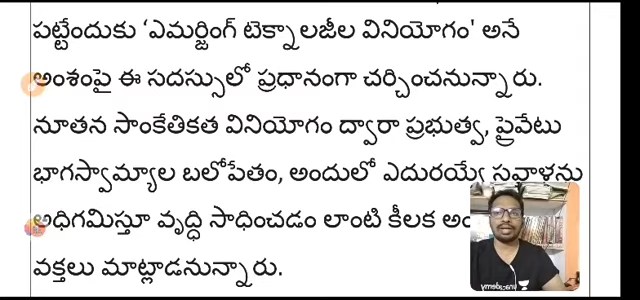 పట్టేందుకు ‘ఎమర్జింగ్ టెక్నాలజీల వినియోగం' అనే
అంశంపై ఈ సదస్సులో ప్రధానంగా చర్చించనున్నారు.
నూతన సాంకేతికత వినియోగం ద్వారా ప్రభుత్వ, ప్రైవేటు
భాగస్వామ్యాల బలోపేతం, అందులో ఎదురయ్యే సవాళ్లను
అధిగమిస్తూ వృద్ధి సాధించడం లాంటి కీలక
వక్తలు మాట్లాడనున్నారు.